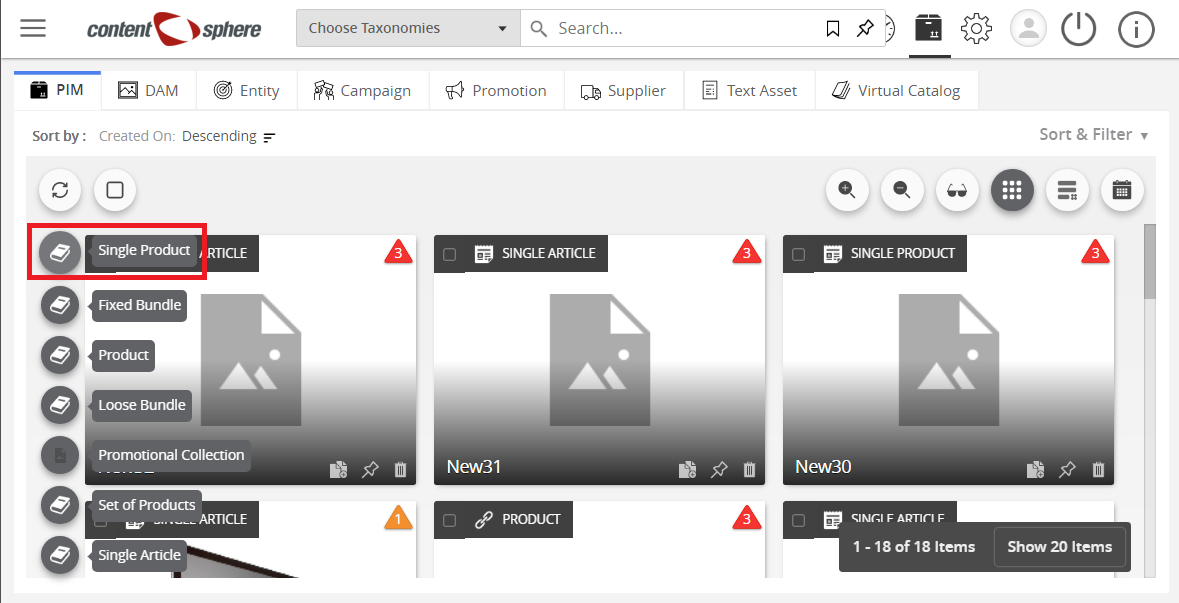 content sphere
Choose Taxonomies
Search...
PIM
DAM
Entity
Campaign
Promotion
Supplier
Text Asset
Virtual Catalog
Sort by : Created On: Descending
Sort & Filter
Single Product
ARTICLE
3
SINGLE ARTICLE
3
SINGLE PRODUCT
3
Fixed Bundle
Product
Loose Bundle
Promotional Collection
New31
New30
Set of Products
SINGLE ARTICLE
1
PRODUCT
3
SINGLE ARTICLE
Single Article
1 - 18 of 18 Items
Show 20 Items